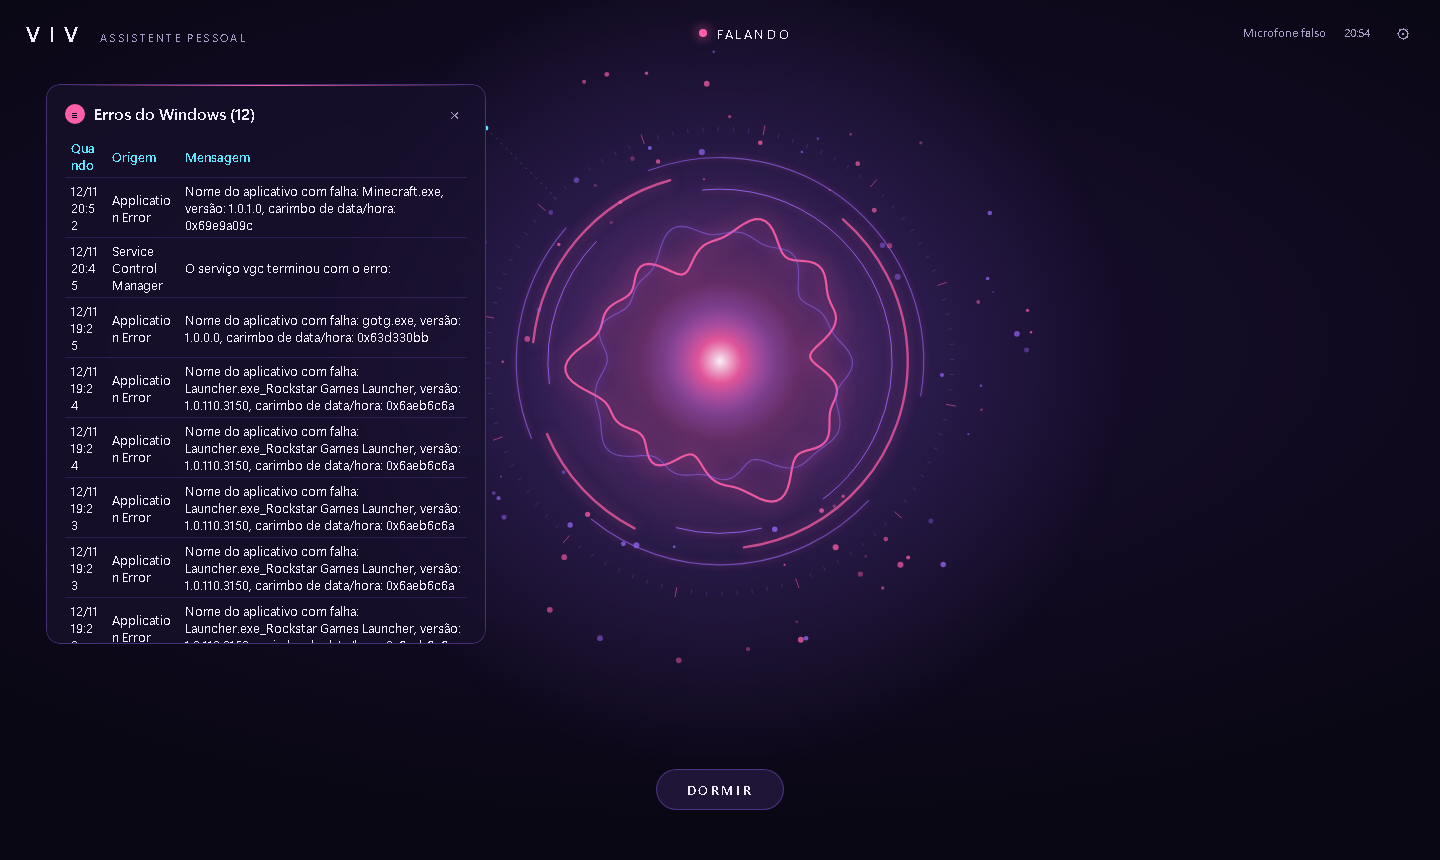 VIV ASSISTENTE PESSOAL
FALANDO
Microfone falso 20:54
Erros do Windows (12)
Qua
ndo
Origem
Mensagem
12/11
20:5
2
Applicatio
n Error
Nome do aplicativo com falha: Minecraft.exe,
versão: 1.0.1.0, carimbo de data/hora:
0x69e9a09c
12/11
20:4
5
Service
Control
Manager
O serviço vgc terminou com o erro:
12/11
19:2
5
Applicatio
n Error
Nome do aplicativo com falha: gotg.exe, versão:
1.0.0.0, carimbo de data/hora: 0x63d330bb
12/11
19:2
4
Applicatio
n Error
Nome do aplicativo com falha:
Launcher.exe_Rockstar Games Launcher, versão:
1.0.110.3150, carimbo de data/hora: 0x6aeb6c6a
12/11
19:2
4
Applicatio
n Error
Nome do aplicativo com falha:
Launcher.exe_Rockstar Games Launcher, versão:
1.0.110.3150, carimbo de data/hora: 0x6aeb6c6a
12/11
19:2
3
Applicatio
n Error
Nome do aplicativo com falha:
Launcher.exe_Rockstar Games Launcher, versão:
1.0.110.3150, carimbo de data/hora: 0x6aeb6c6a
12/11
19:2
3
Applicatio
n Error
Nome do aplicativo com falha:
Launcher.exe_Rockstar Games Launcher, versão:
1.0.110.3150, carimbo de data/hora: 0x6aeb6c6a
12/11
19:2
Applicatio
n Error
Nome do aplicativo com falha:
Launcher.exe_Rockstar Games Launcher, versão:
DORMIR